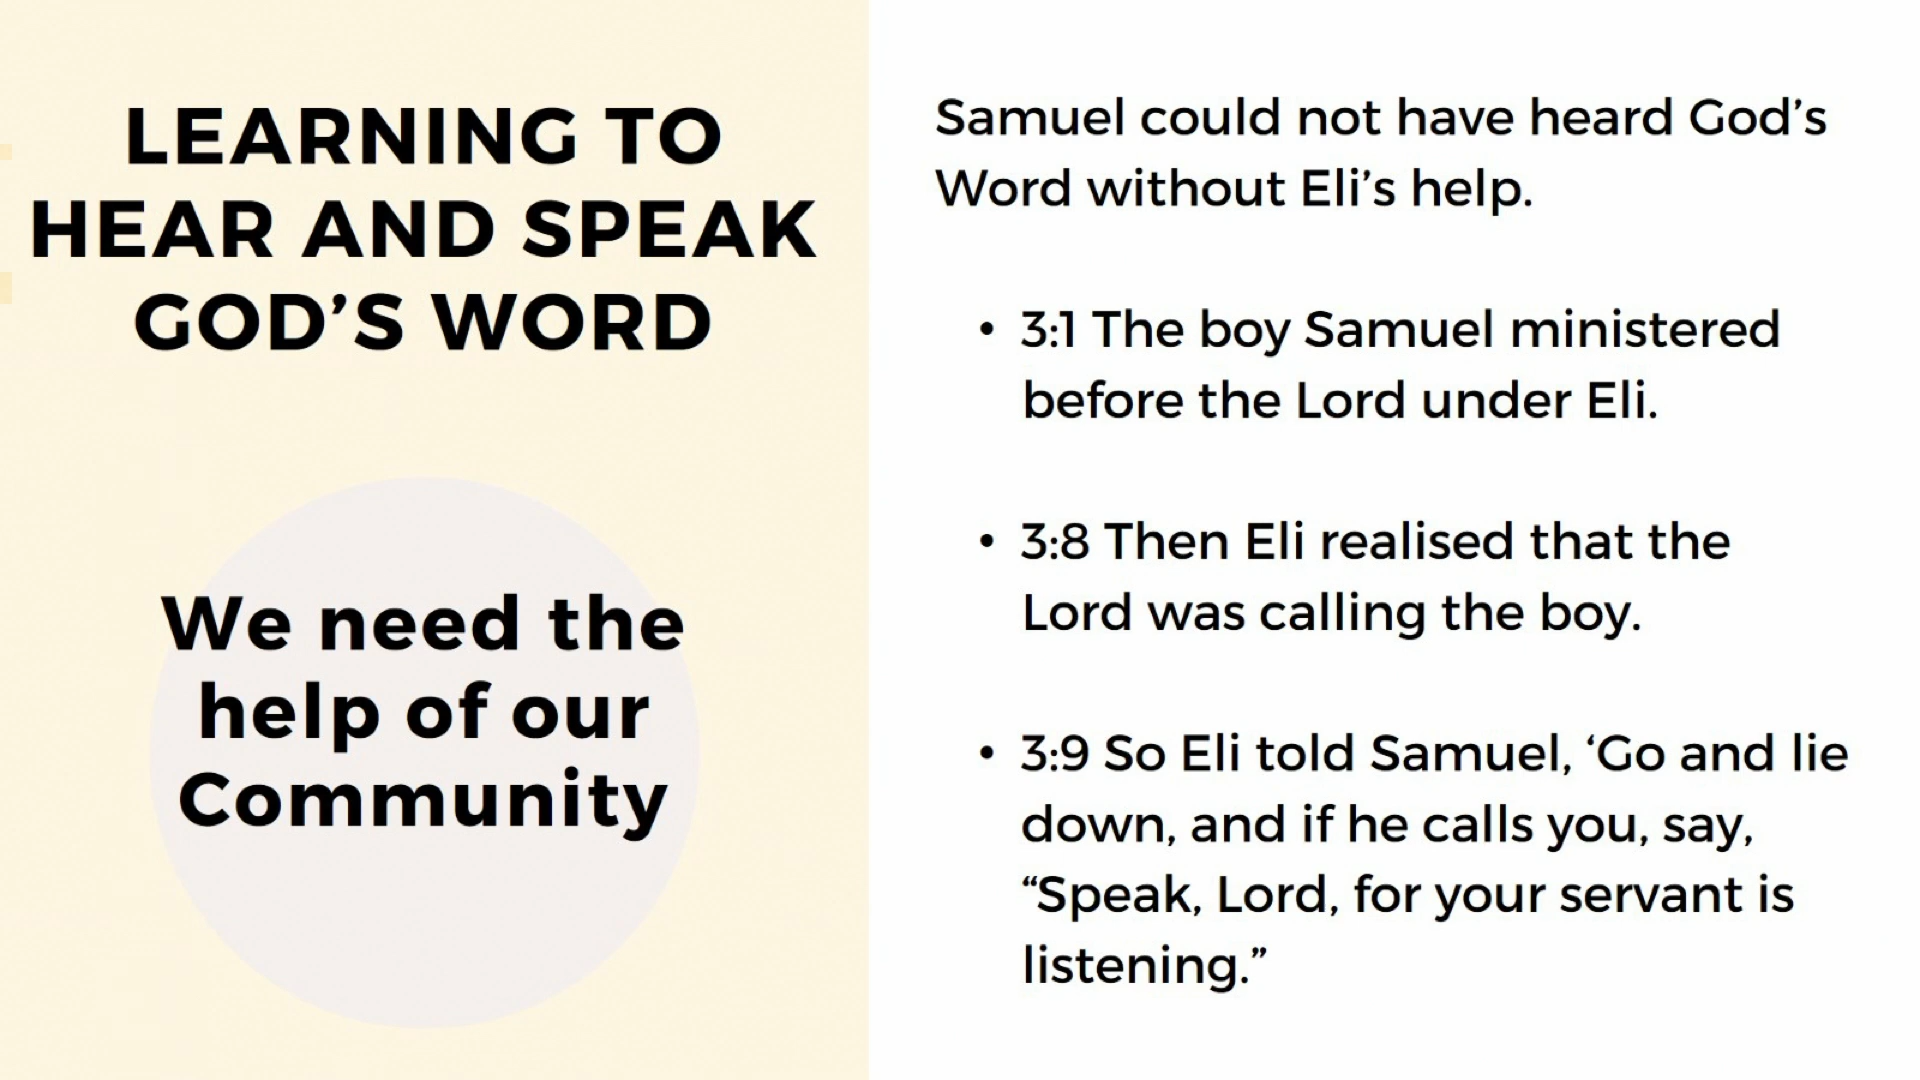 LEARNING TO
HEAR AND SPEAK
GOD’S WORD
We need the
help of our
Community
Samuel could not have heard God’s
Word without Eli’s help.
• 3:1 The boy Samuel ministered
before the Lord under Eli.
• 3:8 Then Eli realised that the
Lord was calling the boy.
• 3:9 So Eli told Samuel, ‘Go and lie
down, and if he calls you, say,
“Speak, Lord, for your servant is
listening.”